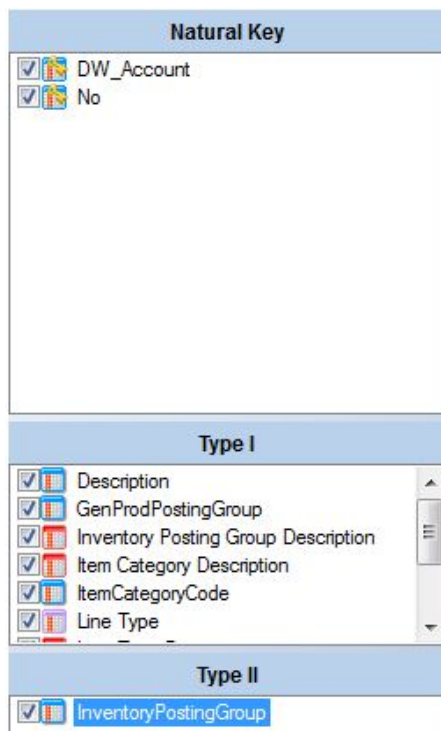 Natural Key
DW_Account
No
Type I
Description
GenProdPostingGroup
Inventory Posting Group Description
Item Category Description
ItemCategoryCode
Line Type
Type II
InventoryPostingGroup